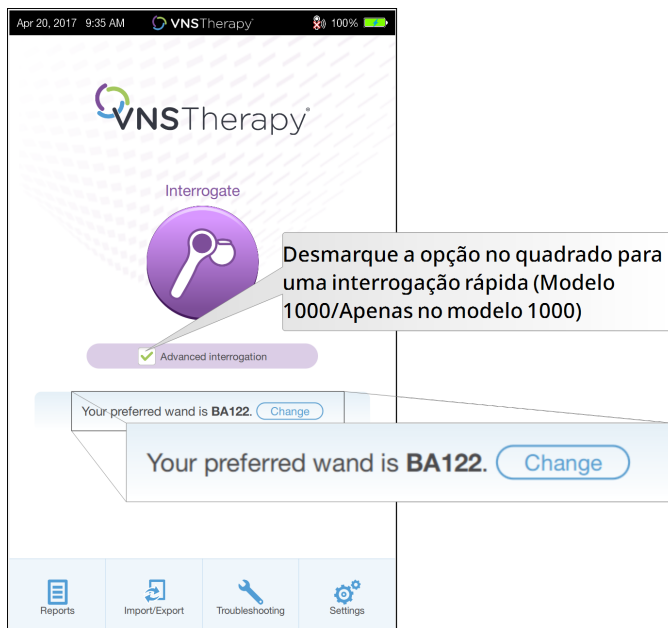 Apr 20, 2017 9:35 AM VNSTherapy® 100%
VNSTherapy®
Interrogate
Desmarque a opção no quadrado para
uma interrogação rápida (Modelo
1000/Apenas no modelo 1000)
Advanced interrogation
Your preferred wand is BA122. Change
Your preferred wand is BA122. Change
Reports Import/Export Troubleshooting Settings